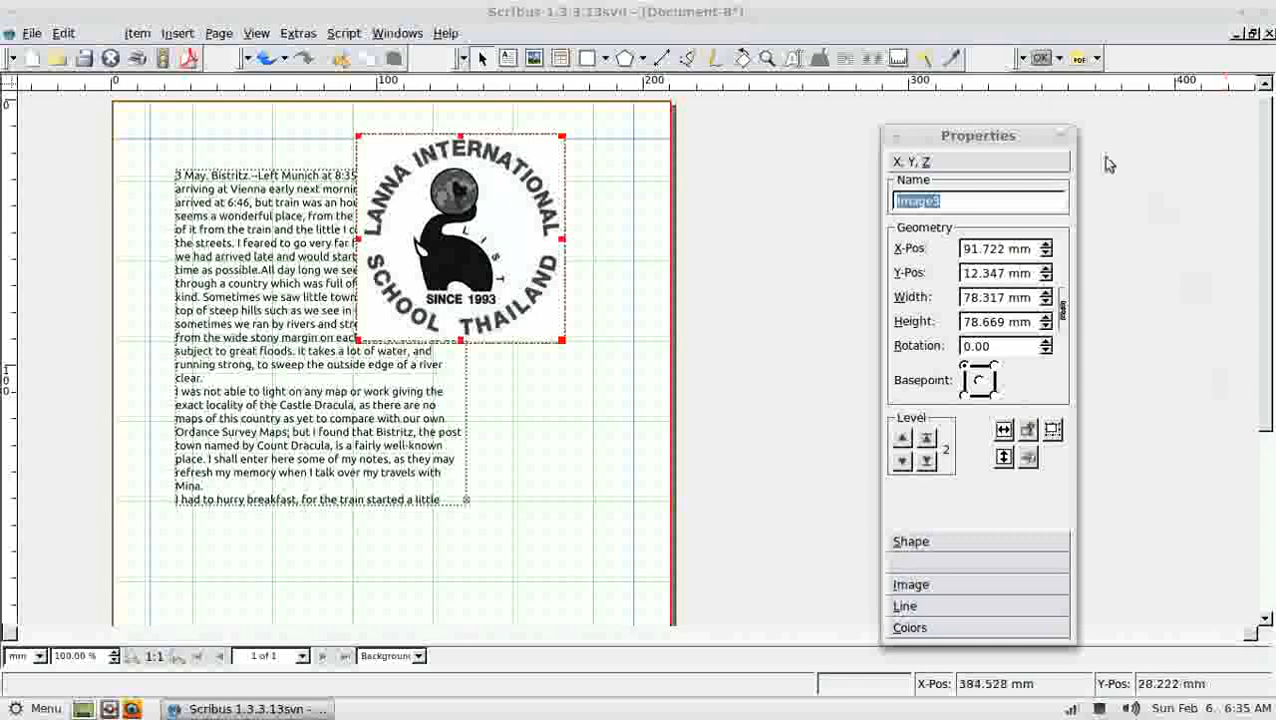 Scribus 1.3.3.13svn - [Document-8*]
File Edit Item Insert Page View Extras Script Windows Help
0 100 200 300 400
0
100
Properties
X, Y, Z
Name
Image3
Geometry
X-Pos: 91.722 mm
Y-Pos: 12.347 mm
Width: 78.317 mm
Height: 78.669 mm
Rotation: 0.00
Basepoint:
Level
2
Shape
Image
Line
Colors
LANNA INTERNATIONAL
SCHOOL THAILAND
L I S T
SINCE 1993
3 May. Bistritz.--Left Munich at 8:35
arriving at Vienna early next mornin
arrived at 6:46, but train was an hou
seems a wonderful place, from the
of it from the train and the little I c
the streets. I feared to go very far
we had arrived late and would start
time as possible.All day long we see
through a country which was full of
kind. Sometimes we saw little town
top of steep hills such as we see in
sometimes we ran by rivers and stre
from the wide stony margin on each
subject to great floods. It takes a lot of water, and
running strong, to sweep the outside edge of a river
clear.
I was not able to light on any map or work giving the
exact locality of the Castle Dracula, as there are no
maps of this country as yet to compare with our own
Ordance Survey Maps; but I found that Bistritz, the post
town named by Count Dracula, is a fairly well-known
place. I shall enter here some of my notes, as they may
refresh my memory when I talk over my travels with
Mina.
I had to hurry breakfast, for the train started a little
mm 100.00 % 1:1 1 of 1 Background
X-Pos: 384.528 mm Y-Pos: 28.222 mm
Menu Scribus 1.3.3.13svn - ... Sun Feb 6, 6:35 AM